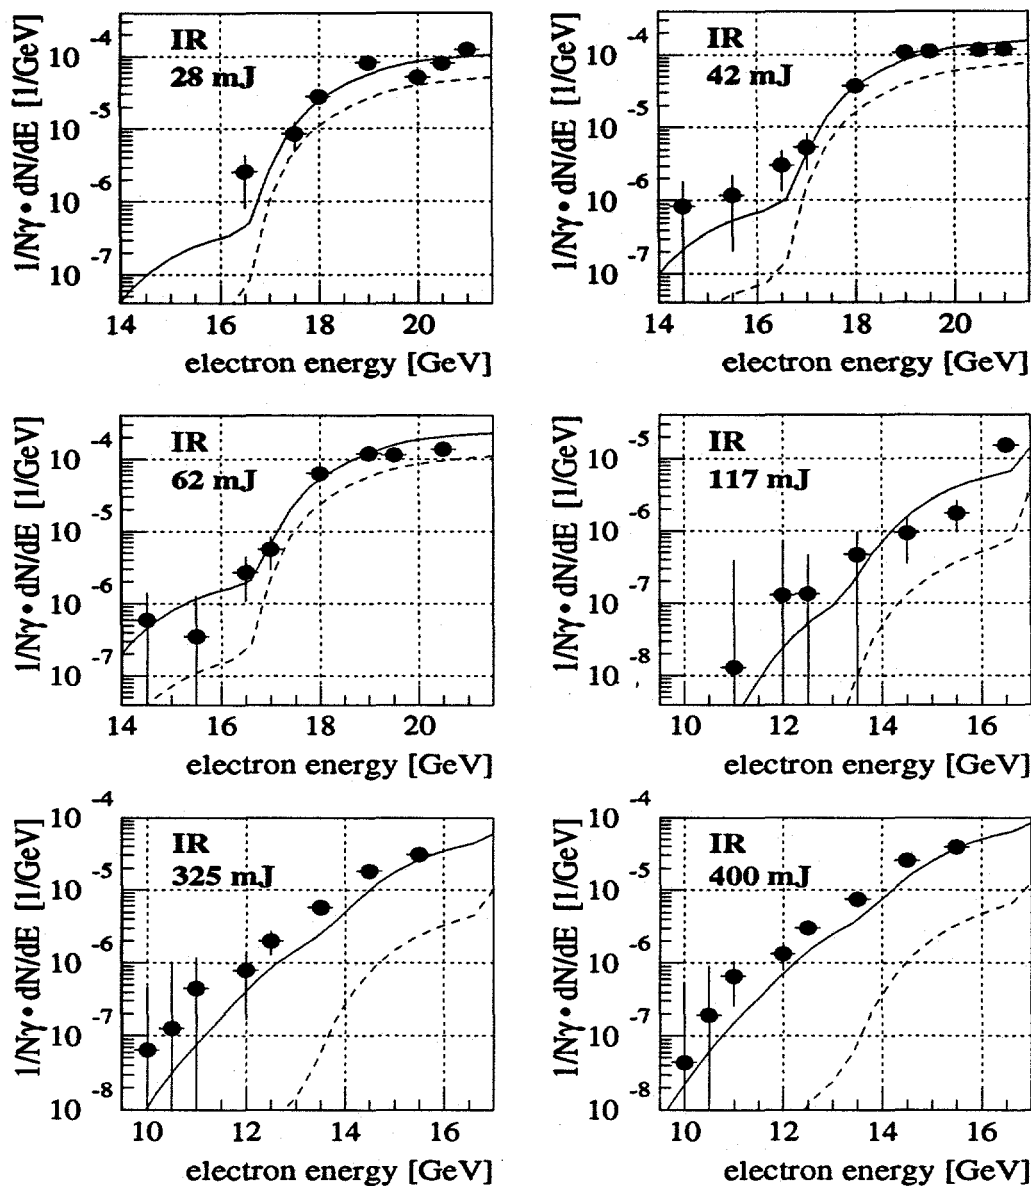 1/Nγ • dN/dE [1/GeV]
IR
28 mJ
10 -4
10 -5
10 -6
10 -7
14 16 18 20
electron energy [GeV]
1/Nγ • dN/dE [1/GeV]
IR
42 mJ
10 -4
10 -5
10 -6
10 -7
14 16 18 20
electron energy [GeV]
1/Nγ • dN/dE [1/GeV]
IR
62 mJ
10 -4
10 -5
10 -6
10 -7
14 16 18 20
electron energy [GeV]
1/Nγ • dN/dE [1/GeV]
IR
117 mJ
10 -5
10 -6
10 -7
10 -8
10 12 14 16
electron energy [GeV]
1/Nγ • dN/dE [1/GeV]
IR
325 mJ
10 -4
10 -5
10 -6
10 -7
10 -8
10 12 14 16
electron energy [GeV]
1/Nγ • dN/dE [1/GeV]
IR
400 mJ
10 -4
10 -5
10 -6
10 -7
10 -8
10 12 14 16
electron energy [GeV]